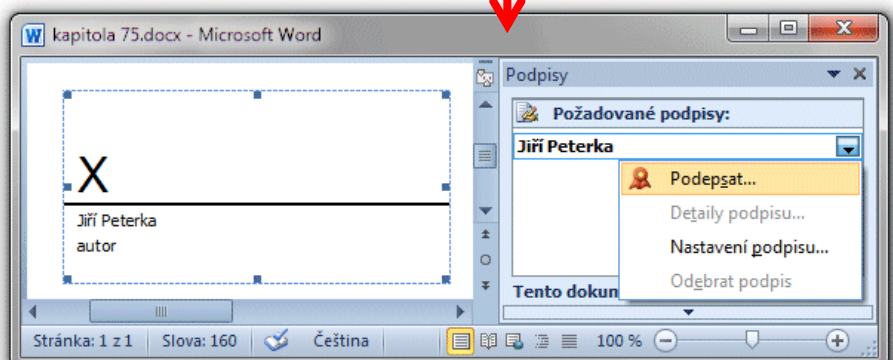 kapitola 75.docx - Microsoft Word
X
Jiří Peterka
autor
Podpisy
Požadované podpisy:
Jiří Peterka
Podepsat...
Detaily podpisu...
Nastavení podpisu...
Odebrat podpis
Tento dokun
Stránka: 1 z 1 Slova: 160 Čeština 100 %